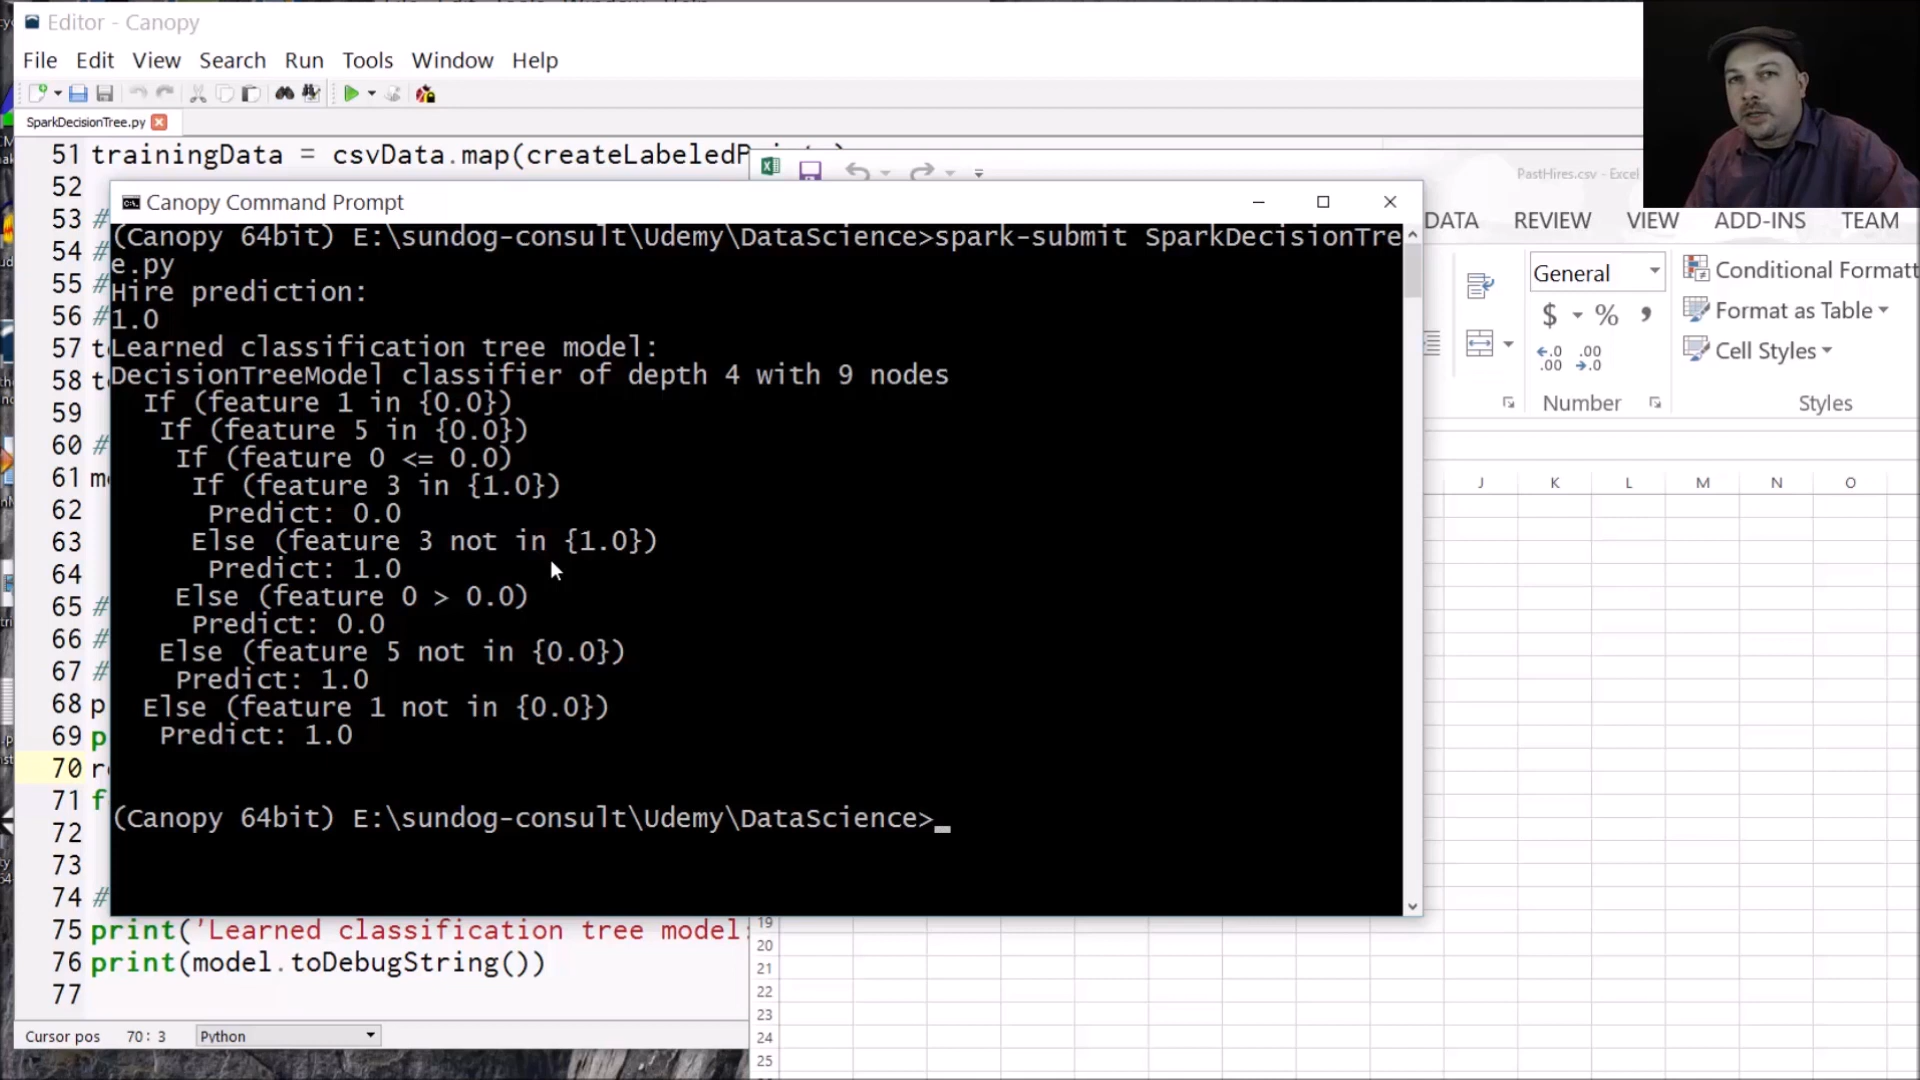 Editor - Canopy
File Edit View Search Run Tools Window Help
SparkDecisionTree.py
51 trainingData = csvData.map(createLabeledP
52
53 #
54 #
55 #
56 #
57 t
58 t
59
60 #
61 m
62
63
64
65 #
66 #
67 #
68 p
69 p
70 r
71 f
72
73
74 #
75 print('Learned classification tree model:
76 print(model.toDebugString())
77
Cursor pos 70 : 3 Python
Canopy Command Prompt
(Canopy 64bit) E:\sundog-consult\Udemy\DataScience>spark-submit SparkDecisionTre
e.py
Hire prediction:
1.0
Learned classification tree model:
DecisionTreeModel classifier of depth 4 with 9 nodes
If (feature 1 in {0.0})
If (feature 5 in {0.0})
If (feature 0 <= 0.0)
If (feature 3 in {1.0})
Predict: 0.0
Else (feature 3 not in {1.0})
Predict: 1.0
Else (feature 0 > 0.0)
Predict: 0.0
Else (feature 5 not in {0.0})
Predict: 1.0
Else (feature 1 not in {0.0})
Predict: 1.0
(Canopy 64bit) E:\sundog-consult\Udemy\DataScience>
PastHires.csv - Excel
DATA REVIEW VIEW ADD-INS TEAM
General
Conditional Formatt
$ % ,
Format as Table
Cell Styles
Number
Styles
J K L M N O
19
20
21
22
23
24
25